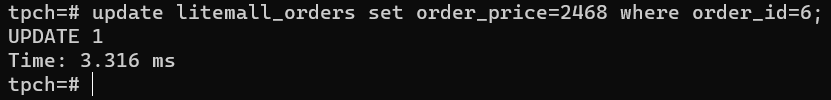 tpch=# update litemall_orders set order_price=2468 where order_id=6;
UPDATE 1
Time: 3.316 ms
tpch=#